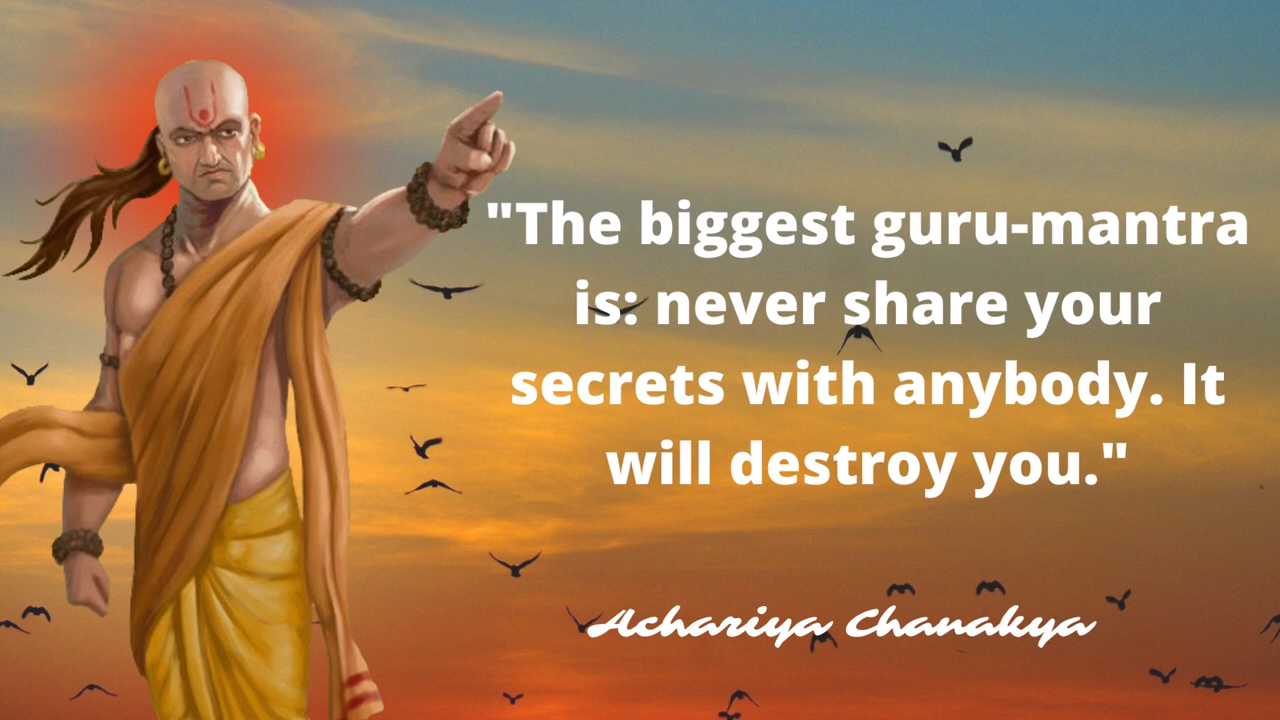 "The biggest guru-mantra
is: never share your
secrets with anybody. It
will destroy you."
Achariya Chanakya